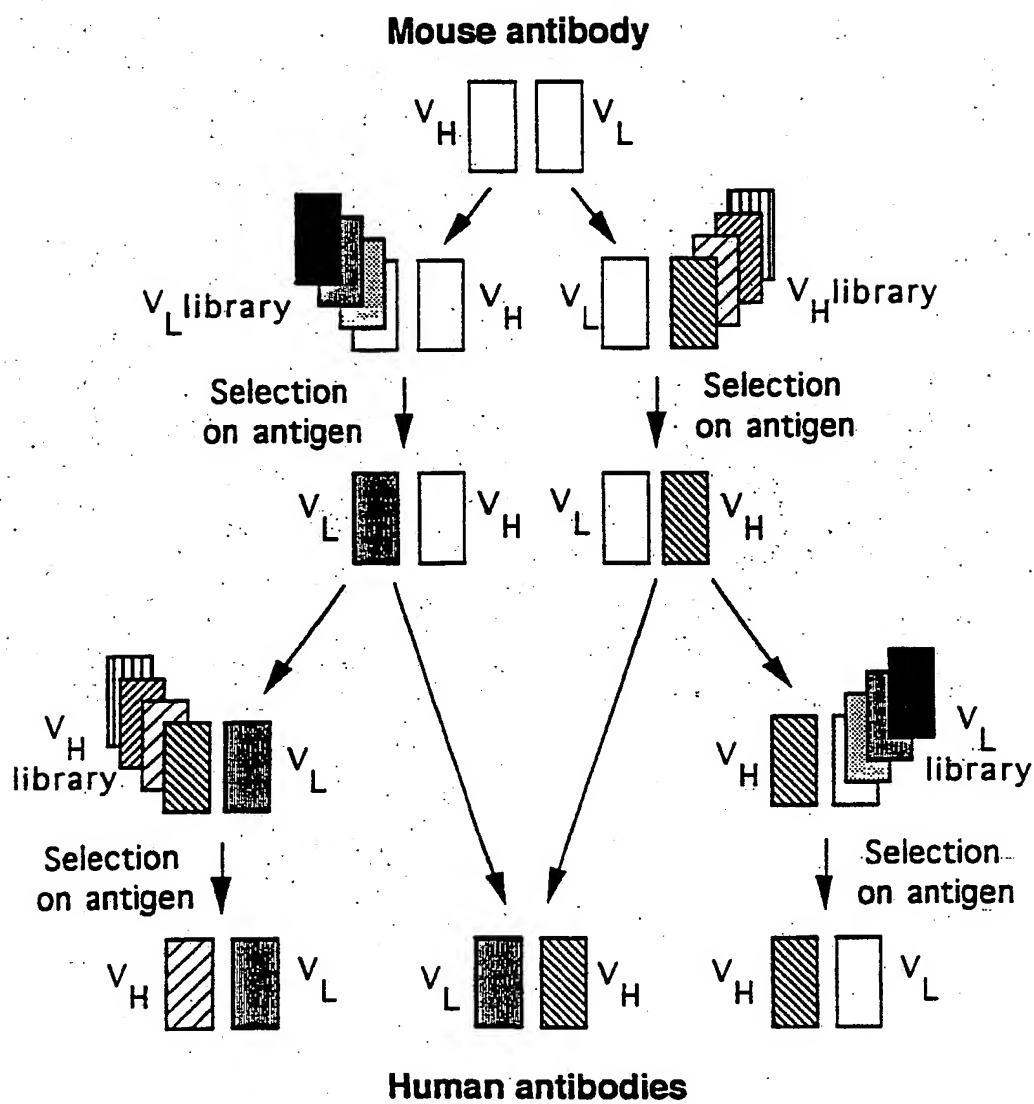 Mouse antibody
VH VL
VL library VH VL VH library
Selection on antigen Selection on antigen
VL VH VL VH
VH library VL VH VL library
Selection on antigen Selection on antigen
VH VL VL VH VH VL
Human antibodies